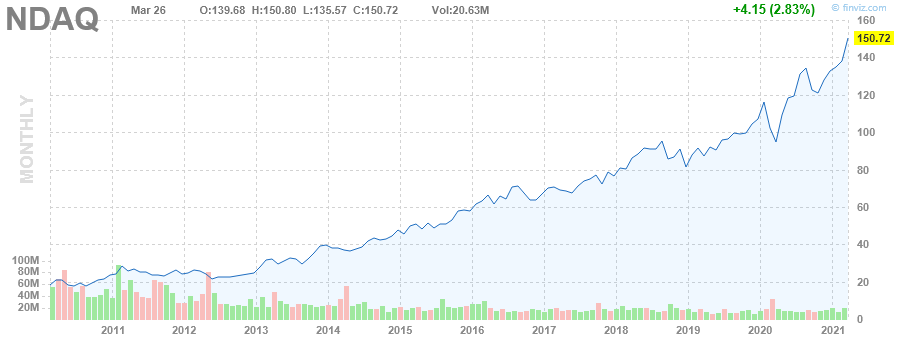 NDAQ Mar 26 O:139.68 H:150.80 L:135.57 C:150.72 Vol:20.63M +4.15 (2.83%) © finviz.com
MONTHLY
160
150.72
140
120
100
80
60
40
20
0
100M
80M
60M
40M
20M
2011 2012 2013 2014 2015 2016 2017 2018 2019 2020 2021